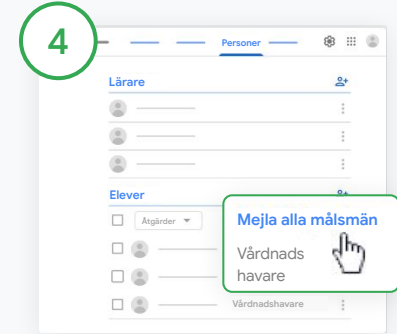 4
Personer
Lärare
Elever
Åtgärder
Mejla alla målsmän
Vårdnads
havare
Vårdnadshavare